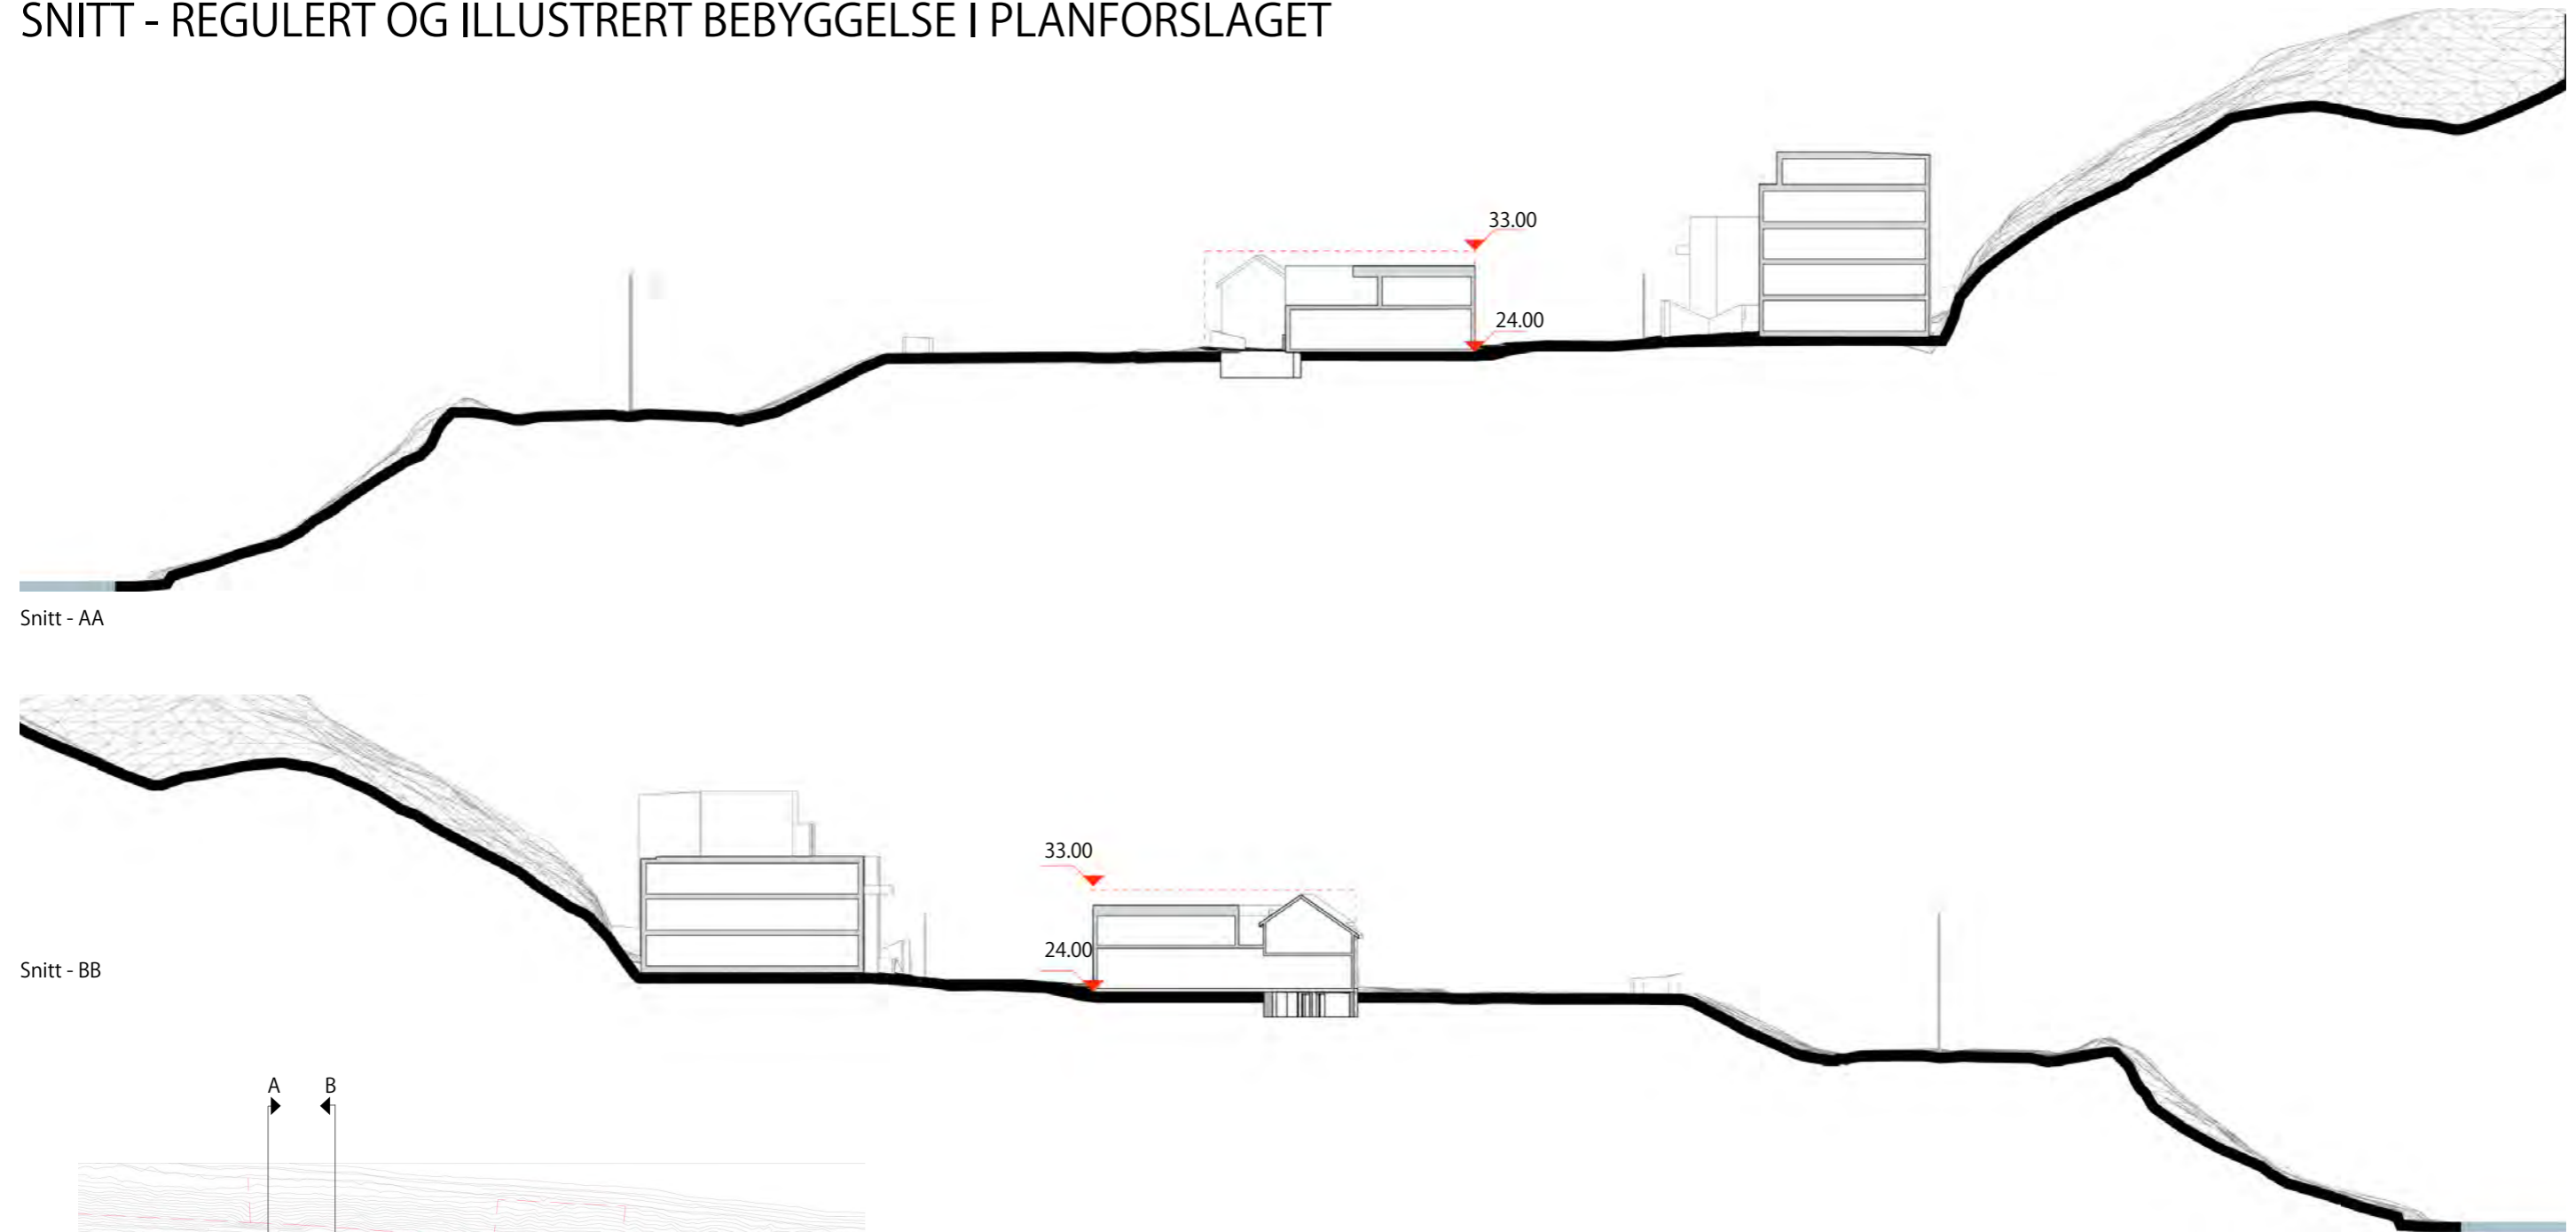 SNITT - REGULERT OG ILLUSTRERT BEBYGGELSE I PLANFORSLAGET
33.00
24.00
Snitt - AA
33.00
24.00
Snitt - BB
A B